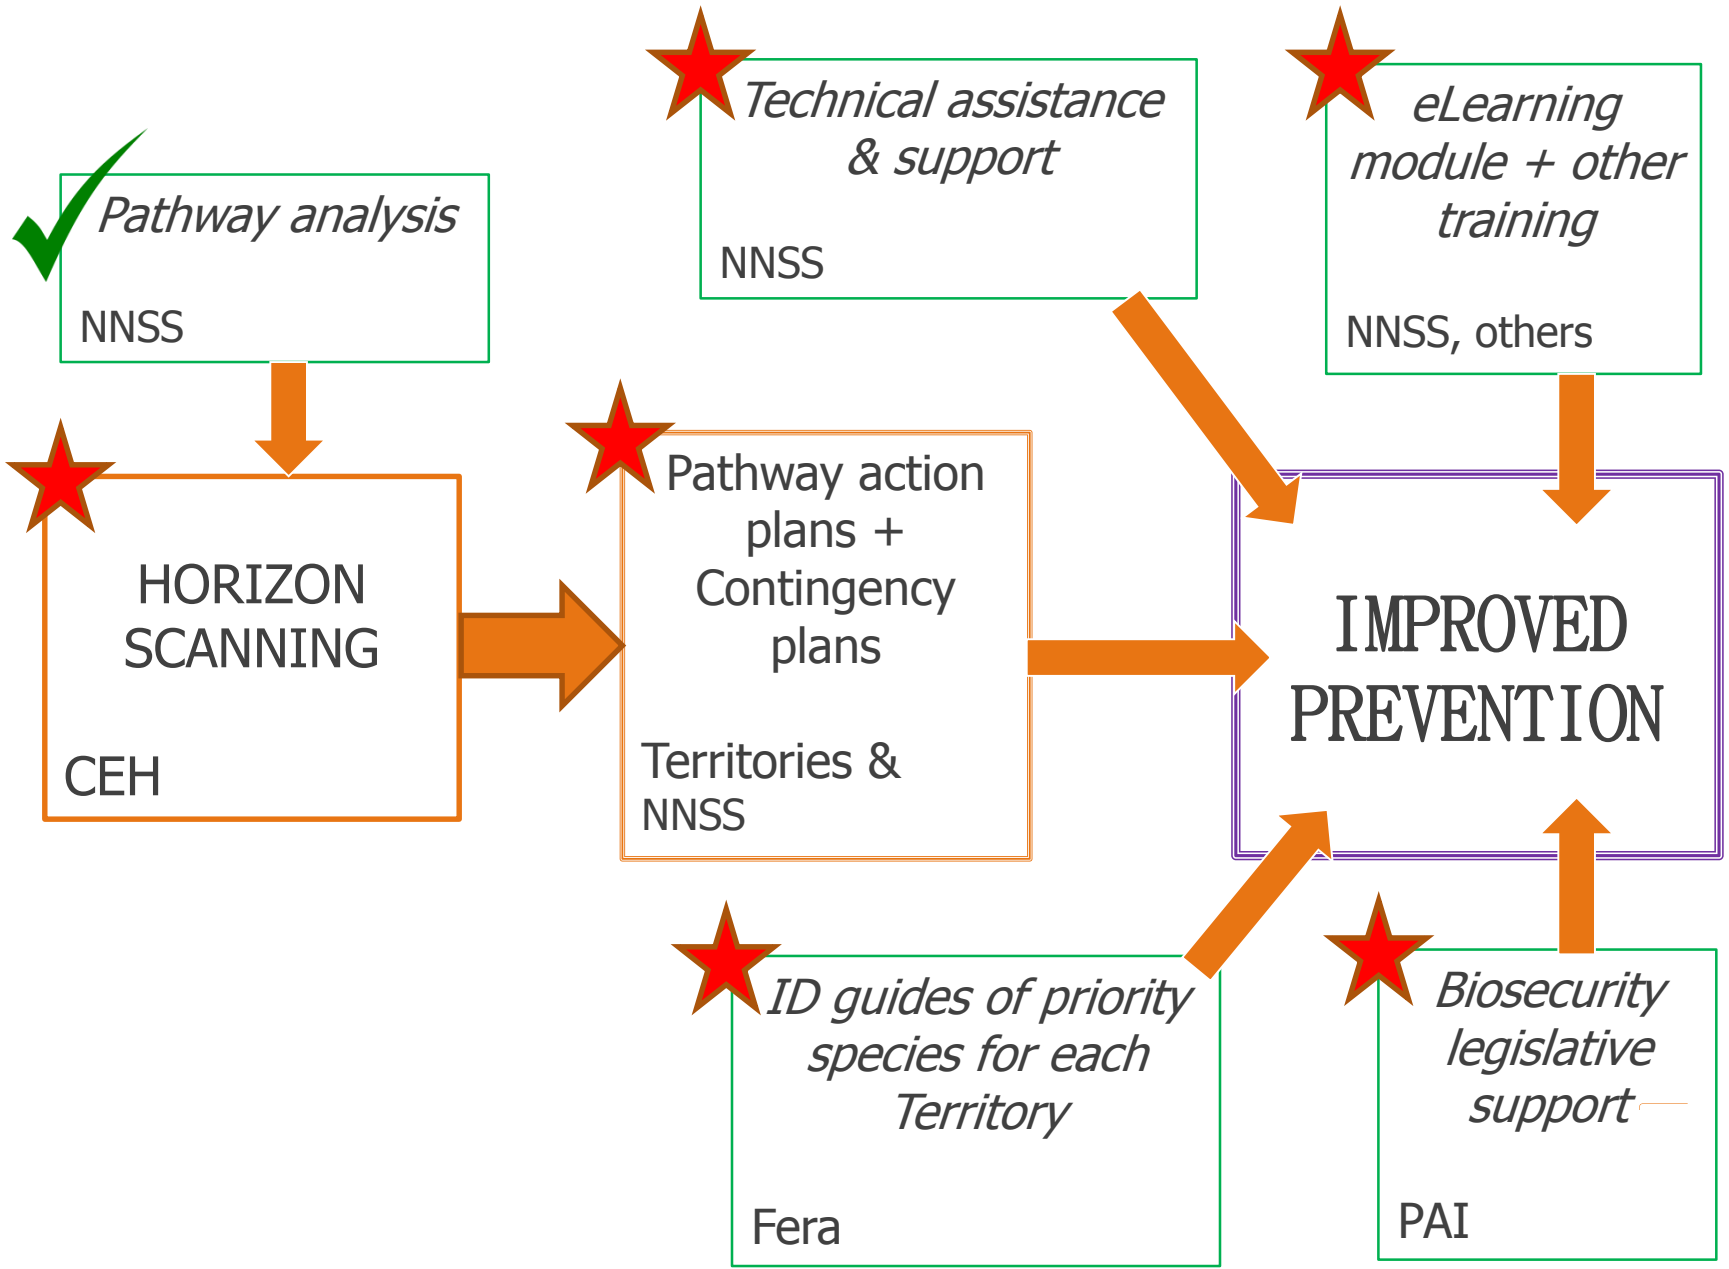 Pathway analysis
NNSS
Technical assistance
& support
NNSS
eLearning
module + other
training
NNSS, others
HORIZON
SCANNING
CEH
Pathway action
plans +
Contingency
plans
Territories &
NNSS
IMPROVED
PREVENTION
ID guides of priority
species for each
Territory
Fera
Biosecurity
legislative
support
PAI